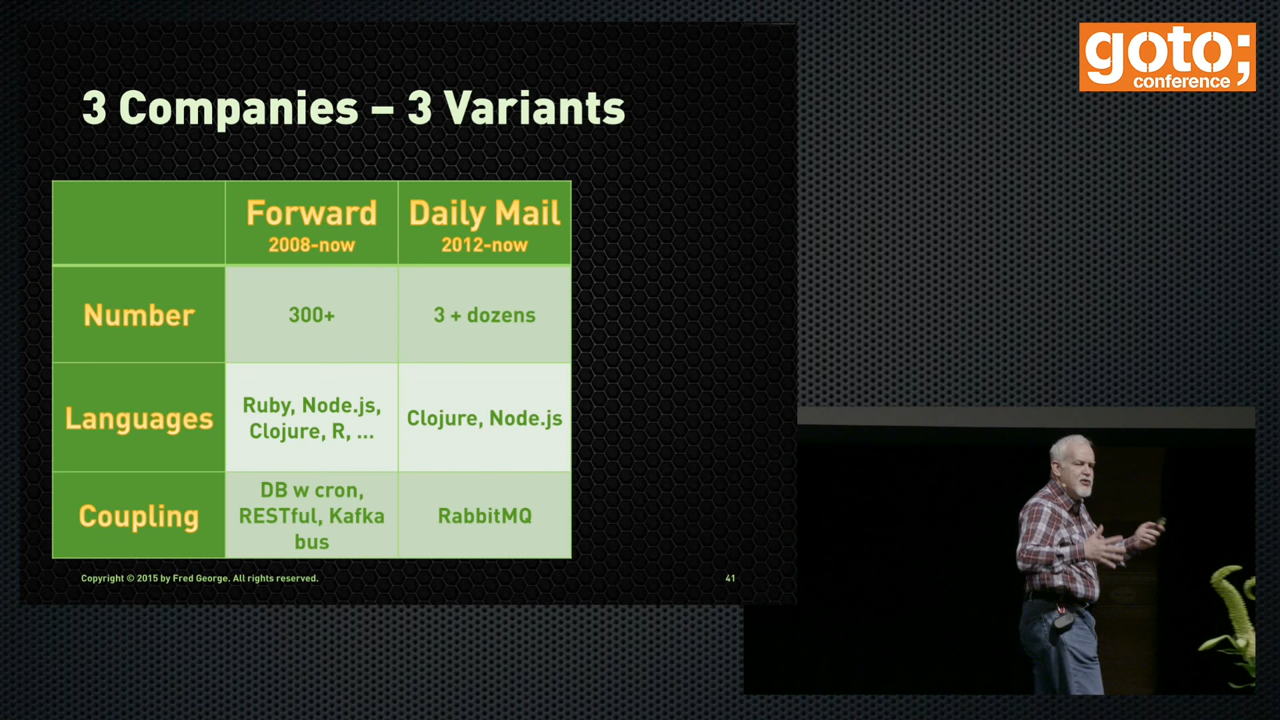 goto;
conference
3 Companies – 3 Variants
Forward
2008-now
Daily Mail
2012-now
Number
300+
3 + dozens
Languages
Ruby, Node.js,
Clojure, R, ...
Clojure, Node.js
Coupling
DB w cron,
RESTful, Kafka
bus
RabbitMQ
Copyright © 2015 by Fred George. All rights reserved.
41